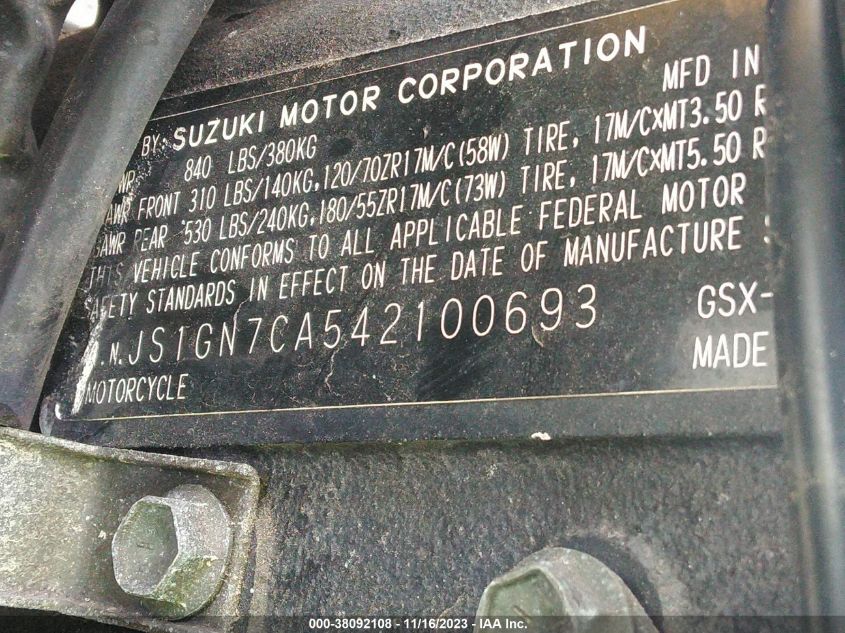 BY: SUZUKI MOTOR CORPORATION
MFD IN
840 LBS/380KG
FRONT 310 LBS/140KG,120/70ZR17M/C(58W) TIRE, 17M/C×MT3.50 R
GAWR REAR 530 LBS/240KG,180/55ZR17M/C(73W) TIRE, 17M/C×MT5.50 R
THIS VEHICLE CONFORMS TO ALL APPLICABLE FEDERAL MOTOR
SAFETY STANDARDS IN EFFECT ON THE DATE OF MANUFACTURE
.N.JS1GN7CA542100693 GSX-
MOTORCYCLE MADE
000-38092108 - 11/16/2023 - IAA Inc.